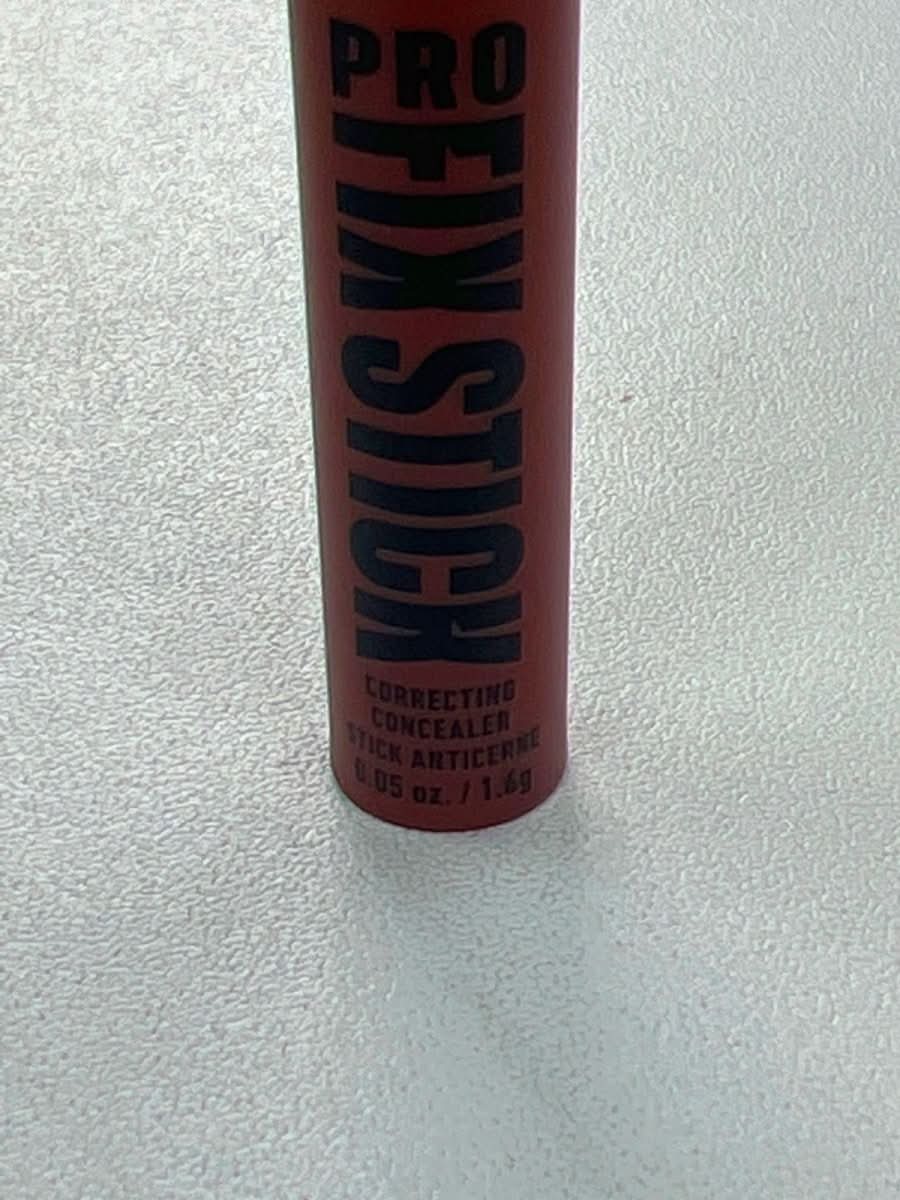 PRO
FIX STICK
CORRECTING
CONCEALER
STICK ANTICERNE
0.05 oz. / 1.6g